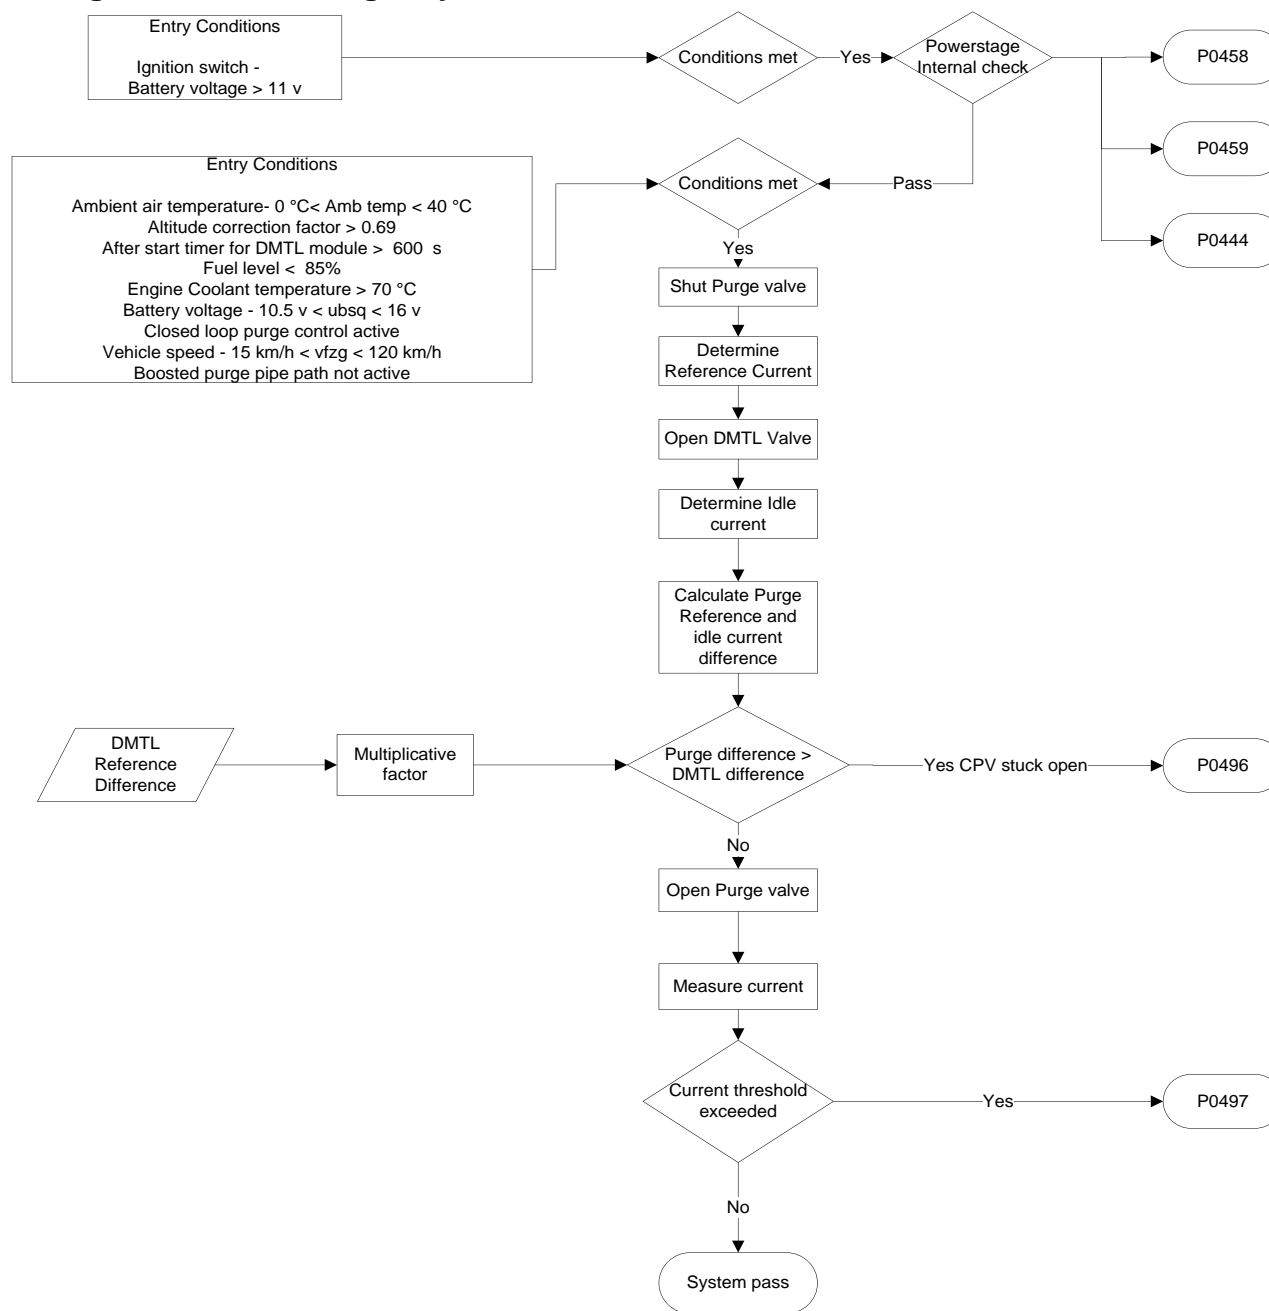 Entry Conditions
Ignition switch -
Battery voltage > 11 v
Conditions met
Yes
Powerstage
Internal check
P0458
P0459
P0444
Pass
Entry Conditions
Ambient air temperature- 0 °C< Amb temp < 40 °C
Altitude correction factor > 0.69
After start timer for DMTL module > 600 s
Fuel level < 85%
Engine Coolant temperature > 70 °C
Battery voltage - 10.5 v < ubsq < 16 v
Closed loop purge control active
Vehicle speed - 15 km/h < vfzg < 120 km/h
Boosted purge pipe path not active
Conditions met
Yes
Shut Purge valve
Determine
Reference Current
Open DMTL Valve
Determine Idle
current
Calculate Purge
Reference and
idle current
difference
DMTL
Reference
Difference
Multiplicative
factor
Purge difference >
DMTL difference
Yes CPV stuck open
P0496
No
Open Purge valve
Measure current
Current threshold
exceeded
Yes
P0497
No
System pass